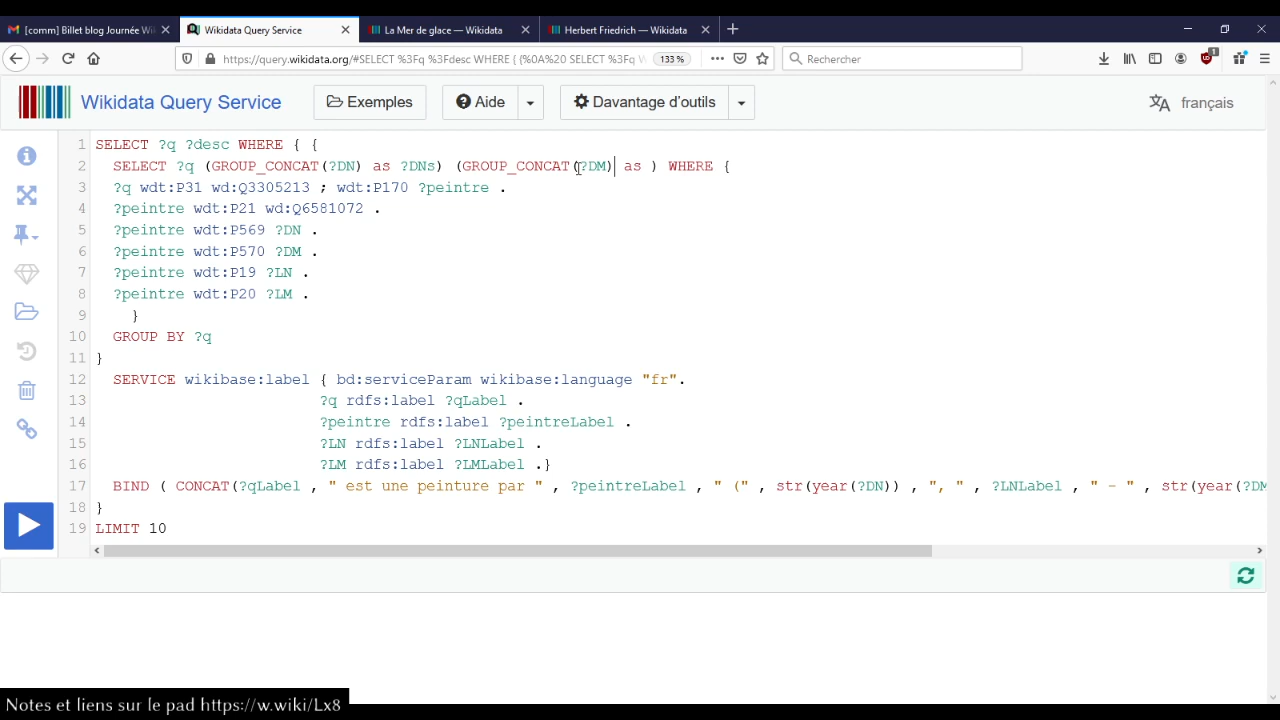 [comm] Billet blog Journée Wi
Wikidata Query Service
La Mer de glace — Wikidata
Herbert Friedrich — Wikidata
https://query.wikidata.org/#SELECT %3Fq %3Fdesc WHERE { {%0A%20 SELECT %3Fq
133 %
Rechercher
1
Wikidata Query Service
Exemples
Aide
Davantage d'outils
français
1 SELECT ?q ?desc WHERE { {
2 SELECT ?q (GROUP_CONCAT(?DN) as ?DNs) (GROUP_CONCAT(?DM) as ) WHERE {
3 ?q wdt:P31 wd:Q3305213 ; wdt:P170 ?peintre .
4 ?peintre wdt:P21 wd:Q6581072 .
5 ?peintre wdt:P569 ?DN .
6 ?peintre wdt:P570 ?DM .
7 ?peintre wdt:P19 ?LN .
8 ?peintre wdt:P20 ?LM .
9 }
10 GROUP BY ?q
11 }
12 SERVICE wikibase:label { bd:serviceParam wikibase:language "fr".
13 ?q rdfs:label ?qLabel .
14 ?peintre rdfs:label ?peintreLabel .
15 ?LN rdfs:label ?LNLabel .
16 ?LM rdfs:label ?LMLabel .}
17 BIND ( CONCAT(?qLabel , " est une peinture par " , ?peintreLabel , " (" , str(year(?DN)) , ", " , ?LNLabel , " - " , str(year(?DM
18 }
19 LIMIT 10
Notes et liens sur le pad https://w.wiki/Lx8